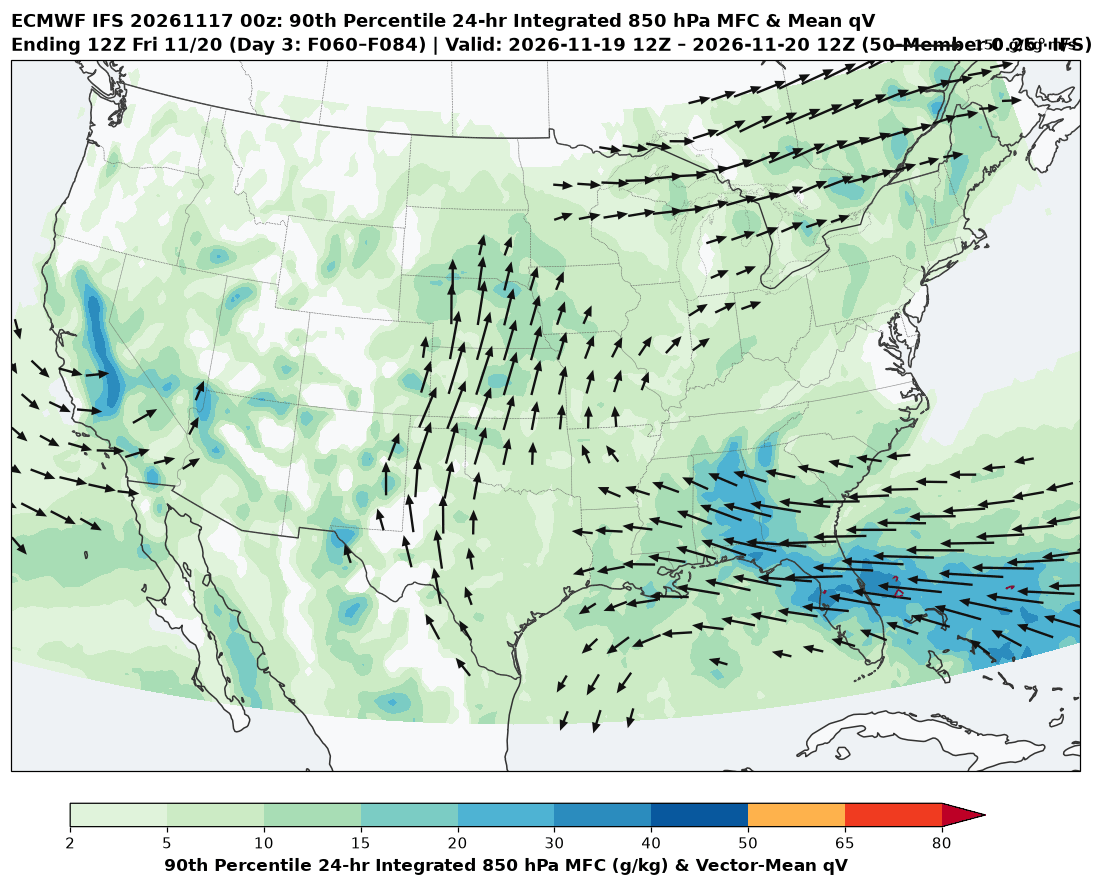 ECMWF IFS 20261117 00z: 90th Percentile 24-hr Integrated 850 hPa MFC & Mean qV
Ending 12Z Fri 11/20 (Day 3: F060–F084) | Valid: 2026-11-19 12Z – 2026-11-20 12Z (50-Member 0.25° IFS)
2 5 10 15 20 30 40 50 65 80
90th Percentile 24-hr Integrated 850 hPa MFC (g/kg) & Vector-Mean qV